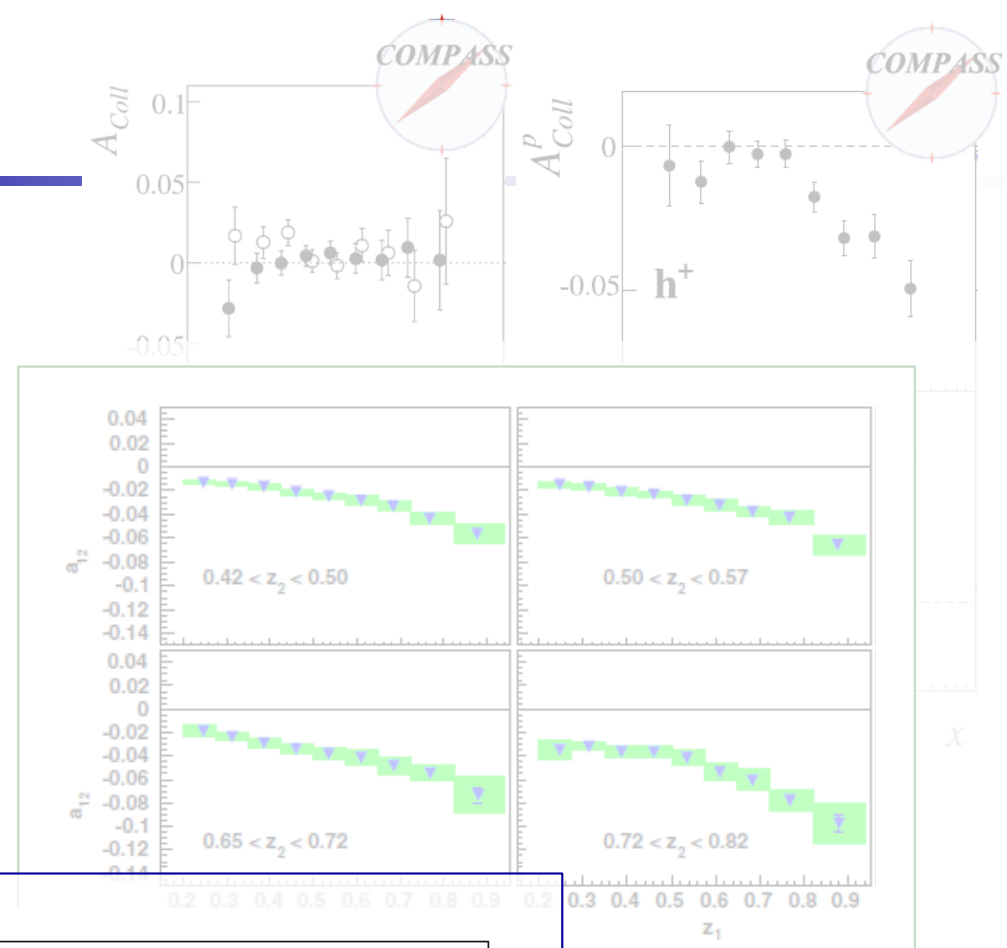 COMPASS
COMPASS
A_Coll
0.1
0.05
0
-0.05
A^p_Coll
0
-0.05
h⁺
a₁₂
0.04
0.02
0
-0.02
-0.04
-0.06
-0.08
-0.1
-0.12
-0.14
0.42 < z₂ < 0.50
0.50 < z₂ < 0.57
a₁₂
0.04
0.02
0
-0.02
-0.04
-0.06
-0.08
-0.1
-0.12
-0.14
0.65 < z₂ < 0.72
0.72 < z₂ < 0.82
x
0.2 0.3 0.4 0.5 0.6 0.7 0.8 0.9
0.2 0.3 0.4 0.5 0.6 0.7 0.8 0.9
z₁